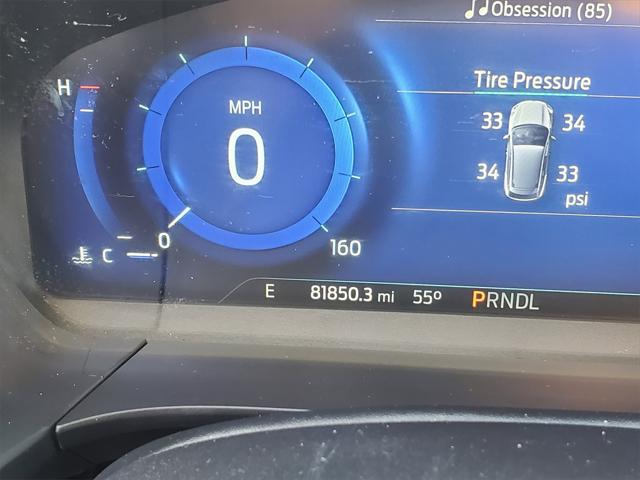 Obsession (85)
Tire Pressure
H
MPH
0
33 34
34 33
psi
C
0
160
E 81850.3 mi 55° PRNDL